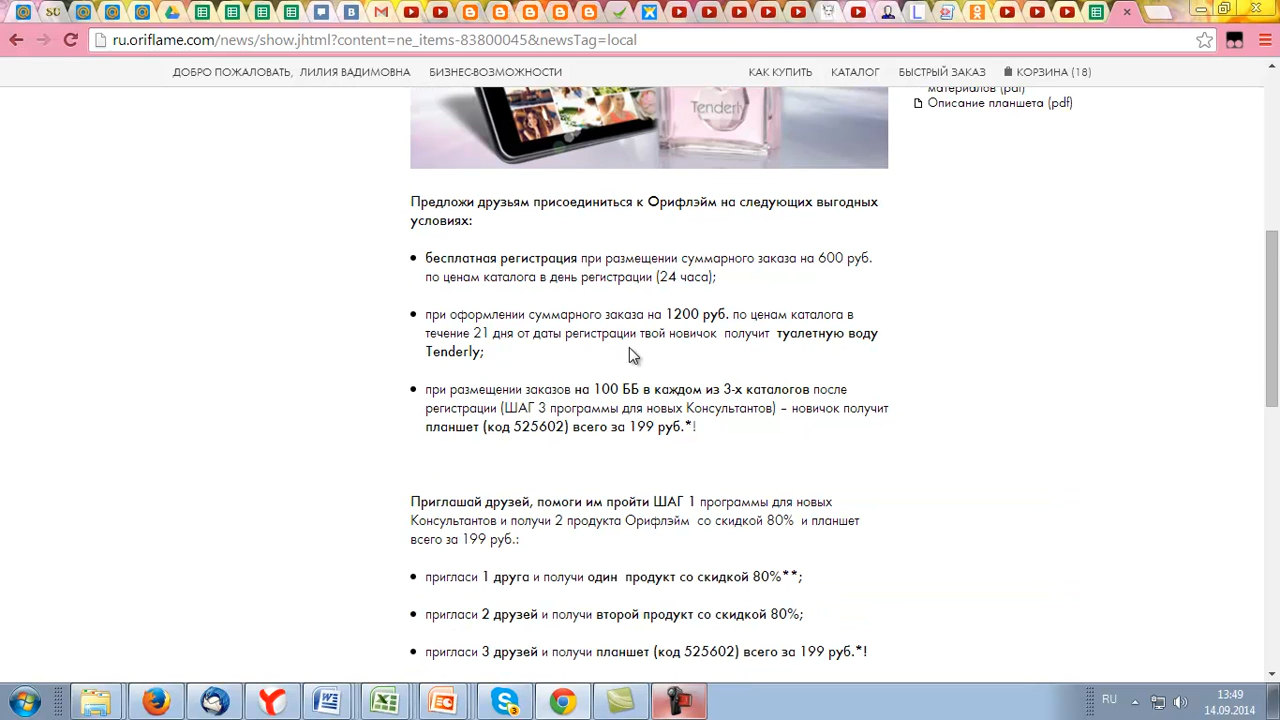 ru.oriflame.com/news/show.jhtml?content=ne_items-83800045&newsTag=local
ДОБРО ПОЖАЛОВАТЬ, ЛИЛИЯ ВАДИМОВНА БИЗНЕС-ВОЗМОЖНОСТИ КАК КУПИТЬ КАТАЛОГ БЫСТРЫЙ ЗАКАЗ КОРЗИНА (18)
материалов (pdf)
Описание планшета (pdf)
Tenderly
Предложи друзьям присоединиться к Орифлэйм на следующих выгодных
условиях:
бесплатная регистрация при размещении суммарного заказа на 600 руб.
по ценам каталога в день регистрации (24 часа);
при оформлении суммарного заказа на 1200 руб. по ценам каталога в
течение 21 дня от даты регистрации твой новичок получит туалетную воду
Tenderly;
при размещении заказов на 100 ББ в каждом из 3-х каталогов после
регистрации (ШАГ 3 программы для новых Консультантов) – новичок получит
планшет (код 525602) всего за 199 руб.*!
Приглашай друзей, помоги им пройти ШАГ 1 программы для новых
Консультантов и получи 2 продукта Орифлэйм со скидкой 80% и планшет
всего за 199 руб.:
пригласи 1 друга и получи один продукт со скидкой 80%**;
пригласи 2 друзей и получи второй продукт со скидкой 80%;
пригласи 3 друзей и получи планшет (код 525602) всего за 199 руб.*!
RU
13:49
14.09.2014